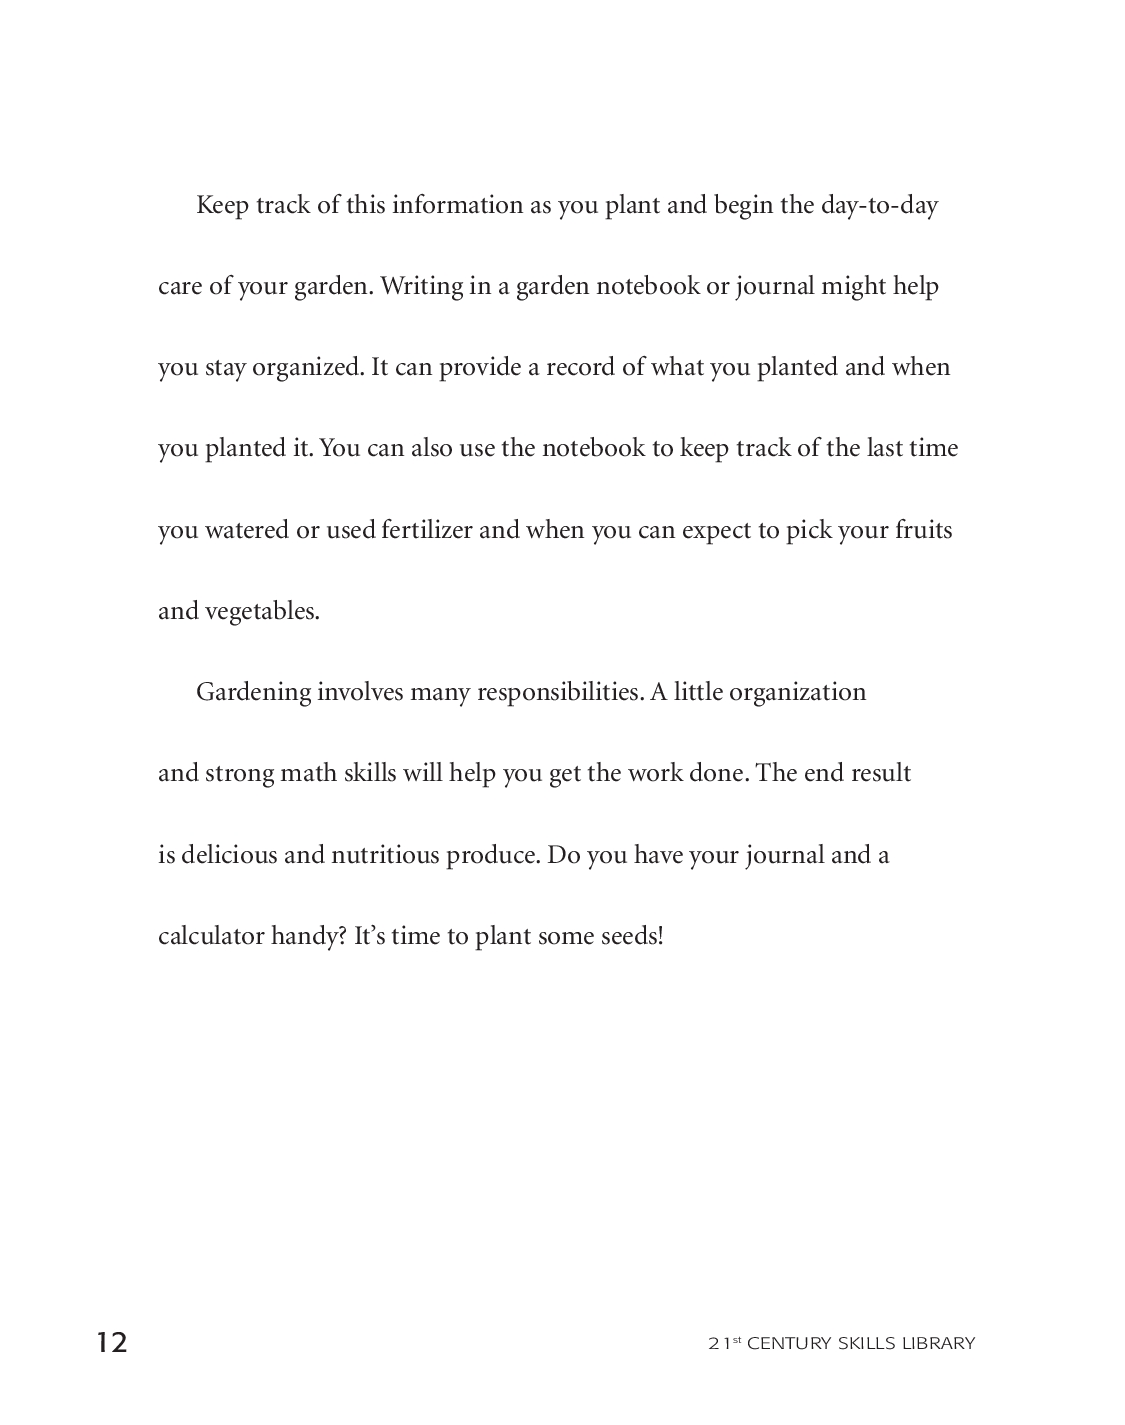 Keep track of this information as you plant and begin the day-to-day
care of your garden. Writing in a garden notebook or journal might help
you stay organized. It can provide a record of what you planted and when
you planted it. You can also use the notebook to keep track of the last time
you watered or used fertilizer and when you can expect to pick your fruits
and vegetables.
Gardening involves many responsibilities. A little organization
and strong math skills will help you get the work done. The end result
is delicious and nutritious produce. Do you have your journal and a
calculator handy? It’s time to plant some seeds!
12
21st CENTURY SKILLS LIBRARY